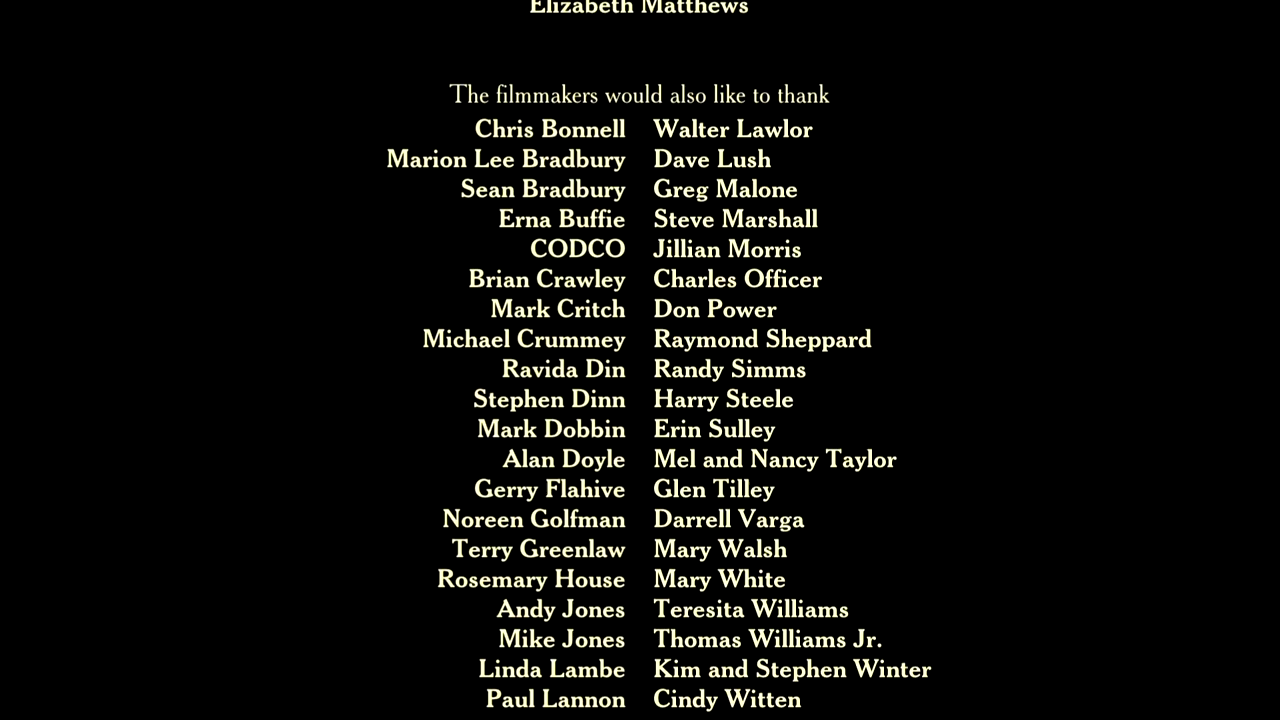 Elizabeth Matthews
The filmmakers would also like to thank
Chris Bonnell Walter Lawlor
Marion Lee Bradbury Dave Lush
Sean Bradbury Greg Malone
Erna Buffie Steve Marshall
CODCO Jillian Morris
Brian Crawley Charles Officer
Mark Critch Don Power
Michael Crummey Raymond Sheppard
Ravida Din Randy Simms
Stephen Dinn Harry Steele
Mark Dobbin Erin Sulley
Alan Doyle Mel and Nancy Taylor
Gerry Flahive Glen Tilley
Noreen Golfman Darrell Varga
Terry Greenlaw Mary Walsh
Rosemary House Mary White
Andy Jones Teresita Williams
Mike Jones Thomas Williams Jr.
Linda Lambe Kim and Stephen Winter
Paul Lannon Cindy Witten